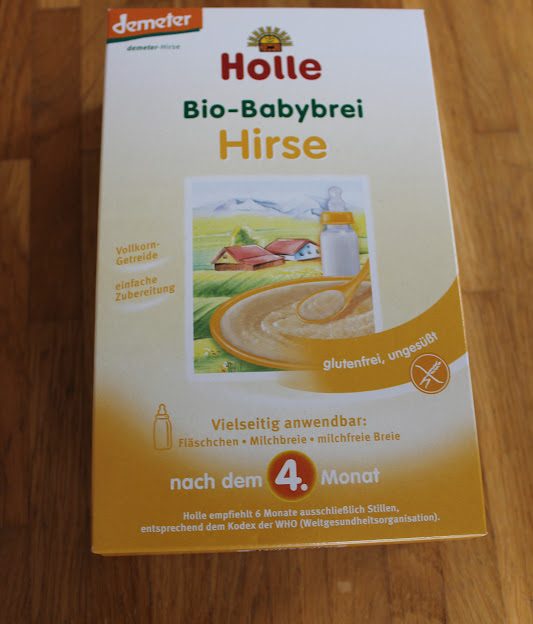 demeter
demeter-Hirse
Holle
Bio-Babybrei
Hirse
Vollkorn-
Getreide
einfache
Zubereitung
glutenfrei, ungesüßt
Vielseitig anwendbar:
Fläschchen • Milchbreie • milchfreie Breie
nach dem 4. Monat
Holle empfiehlt 6 Monate ausschließlich Stillen,
entsprechend dem Kodex der WHO (Weltgesundheitsorganisation).